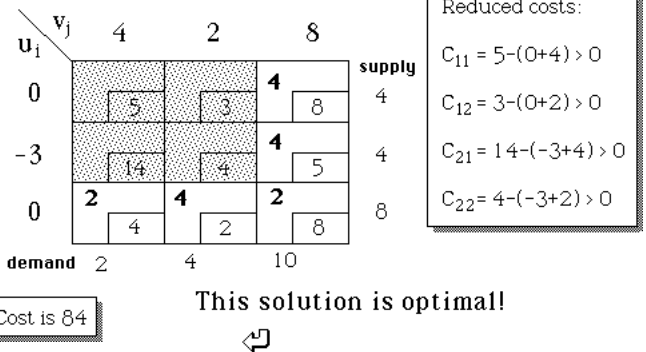 Reduced costs:
v_j 4 2 8
u_i
supply
0 5 3 4 8 4
-3 14 4 4 5 4
0 2 4 4 2 2 8 8
demand 2 4 10
C₁₁ = 5-(0+4) > 0
C₁₂ = 3-(0+2) > 0
C₂₁ = 14-(-3+4) > 0
C₂₂ = 4-(-3+2) > 0
This solution is optimal!
Cost is 84